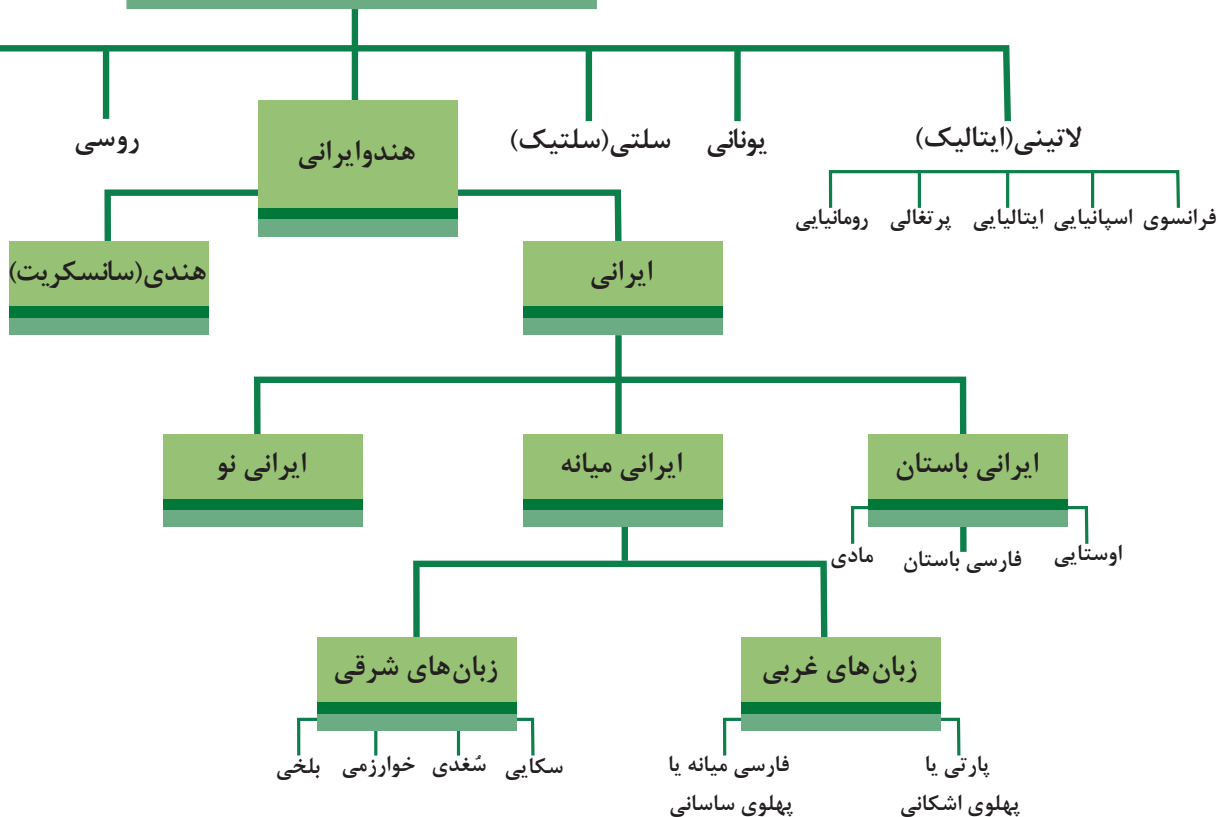 لاتینی(ایتالیک)
یونانی
سلتی(سلتیک)
هندوایرانی
روسی
فرانسوی
اسپانیایی
ایتالیایی
پرتغالی
رومانیایی
ایرانی
هندی(سانسکریت)
ایرانی باستان
ایرانی میانه
ایرانی نو
اوستایی
فارسی باستان
مادی
زبان‌های غربی
زبان‌های شرقی
پارتی یا
پهلوی اشکانی
فارسی میانه یا
پهلوی ساسانی
سکایی
سُغدی
خوارزمی
بلخی